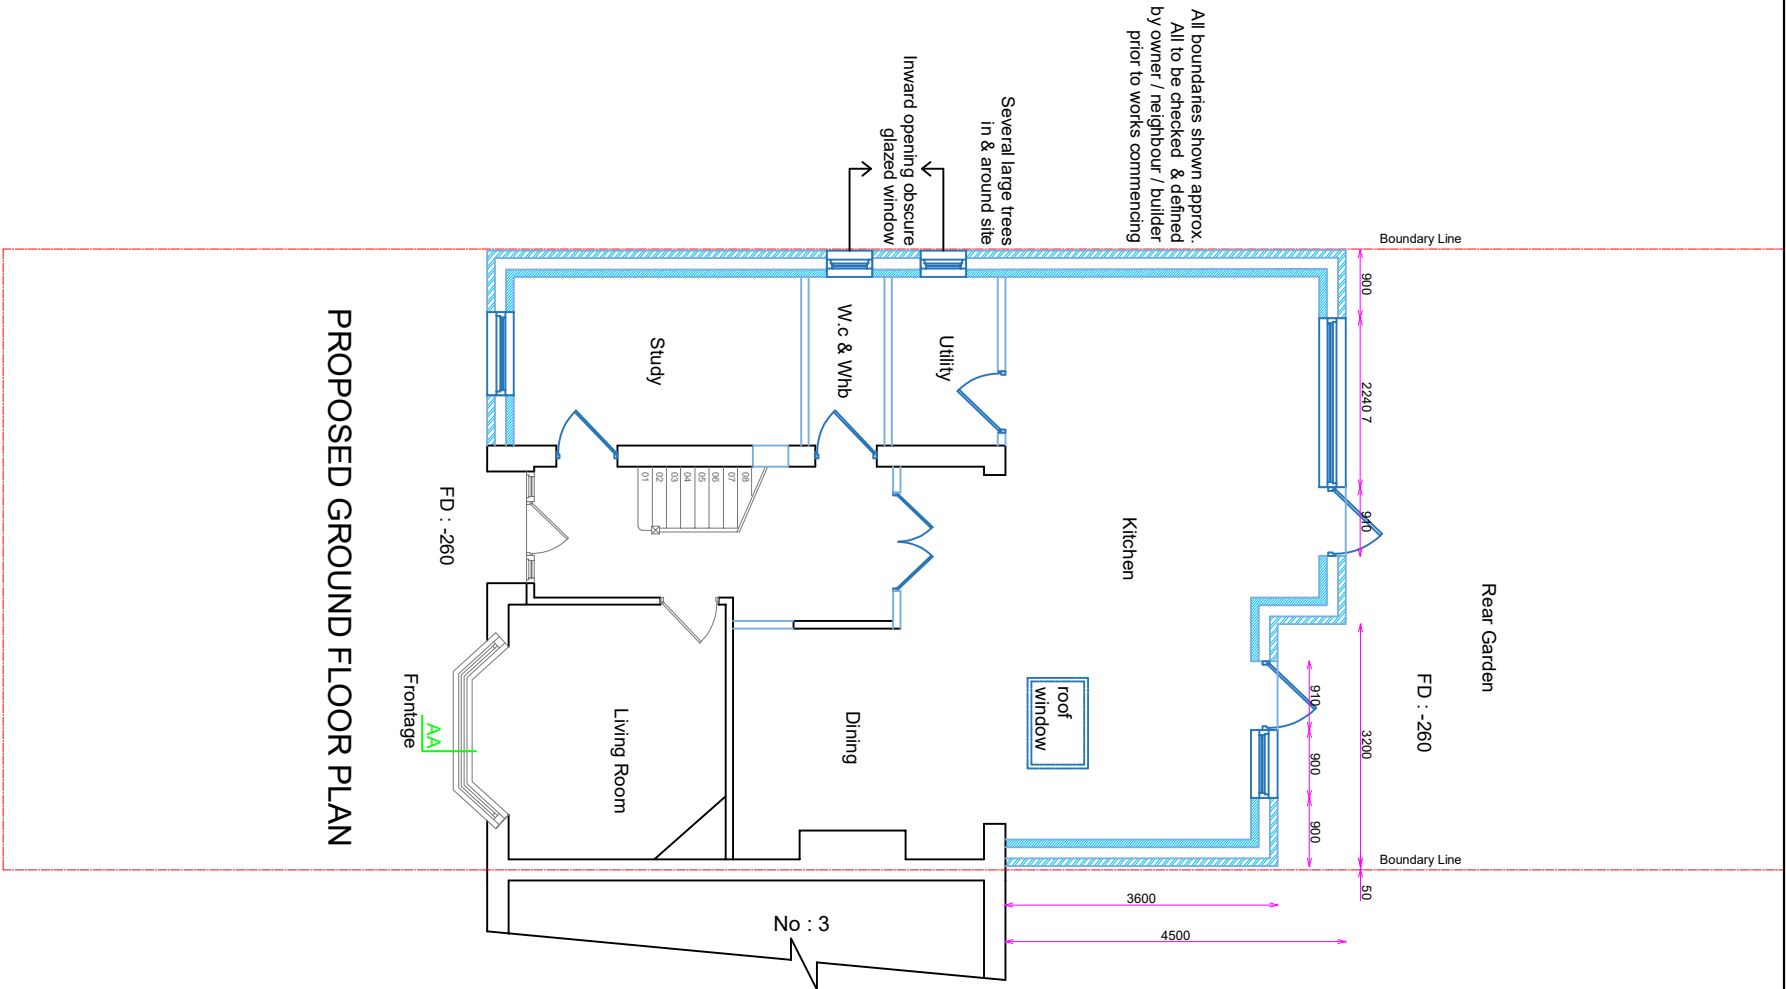 All boundaries shown approx.
All to be checked & defined
by owner / neighbour / builder
prior to works commencing
Several large trees
in & around site
Inward opening obscure
glazed window
Boundary Line
900
2240.7
910
Rear Garden
FD : -260
910
900
900
3200
Boundary Line
50
3600
4500
Utility
W.c & Whb
Study
Kitchen
roof
window
Dining
Living Room
01
02
03
04
05
06
07
08
FD : -260
Frontage
AA
No : 3
PROPOSED GROUND FLOOR PLAN